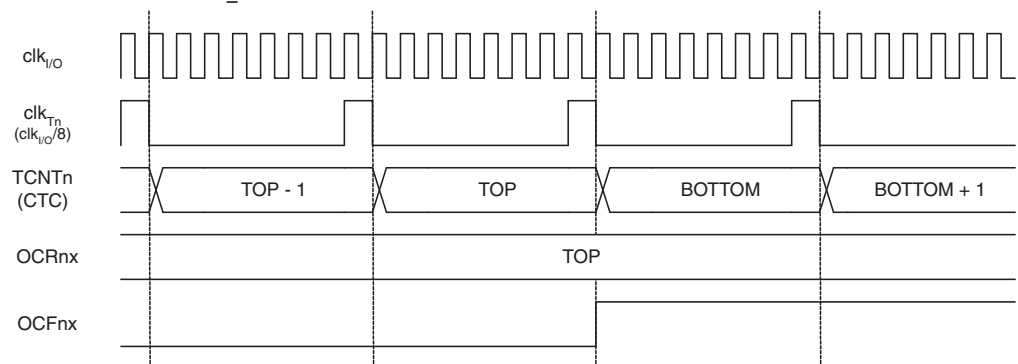 _
clkI/O
clkTn
(clkI/O/8)
TCNTn
(CTC)
TOP - 1
TOP
BOTTOM
BOTTOM + 1
OCRnx
TOP
OCFnx